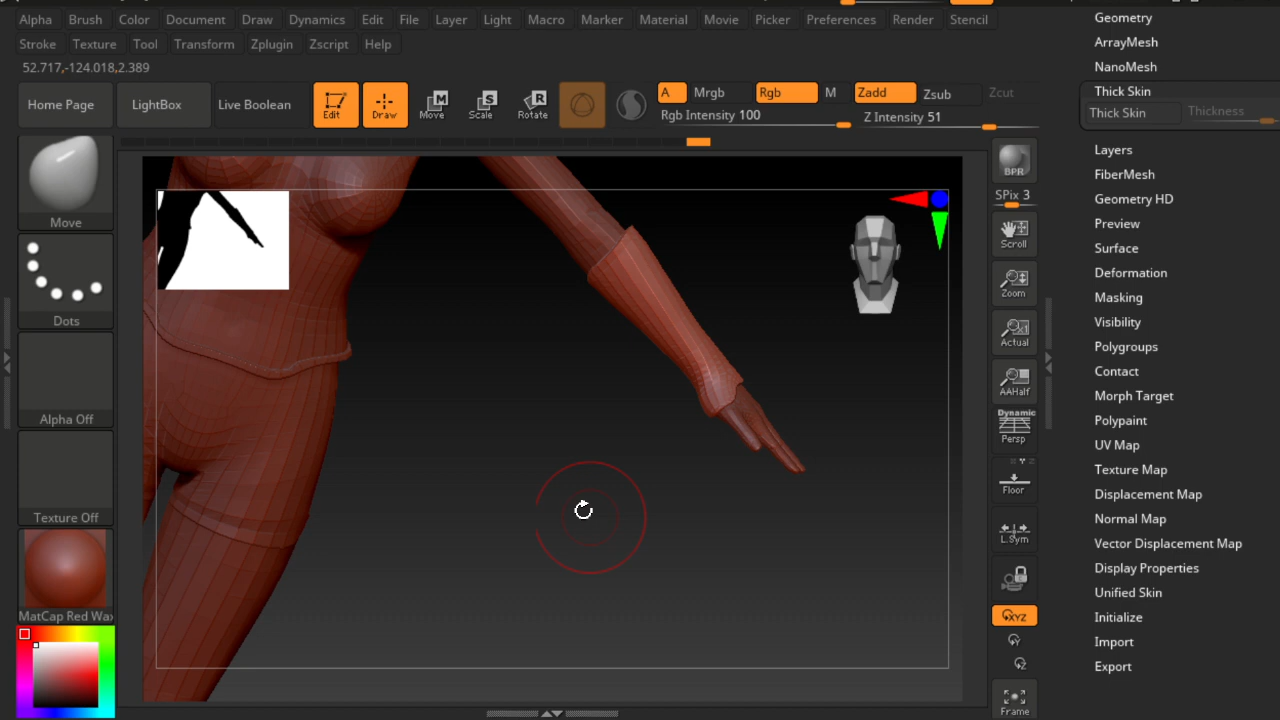 Alpha Brush Color Document Draw Dynamics Edit File Layer Light Macro Marker Material Movie Picker Preferences Render Stencil
Stroke Texture Tool Transform Zplugin Zscript Help
52.717,-124.018,2.389
Home Page LightBox Live Boolean Edit Draw Move Scale Rotate
A Mrgb Rgb M Zadd Zsub Zcut
Rgb Intensity 100 Z Intensity 51
Move
Dots
Alpha Off
Texture Off
MatCap Red Wax
BPR
SPix 3
Scroll
Zoom
Actual
AAHalf
Dynamic
Persp
Floor
L.Sym
XYZ
Frame
Geometry
ArrayMesh
NanoMesh
Thick Skin
Thick Skin Thickness
Layers
FiberMesh
Geometry HD
Preview
Surface
Deformation
Masking
Visibility
Polygroups
Contact
Morph Target
Polypaint
UV Map
Texture Map
Displacement Map
Normal Map
Vector Displacement Map
Display Properties
Unified Skin
Initialize
Import
Export